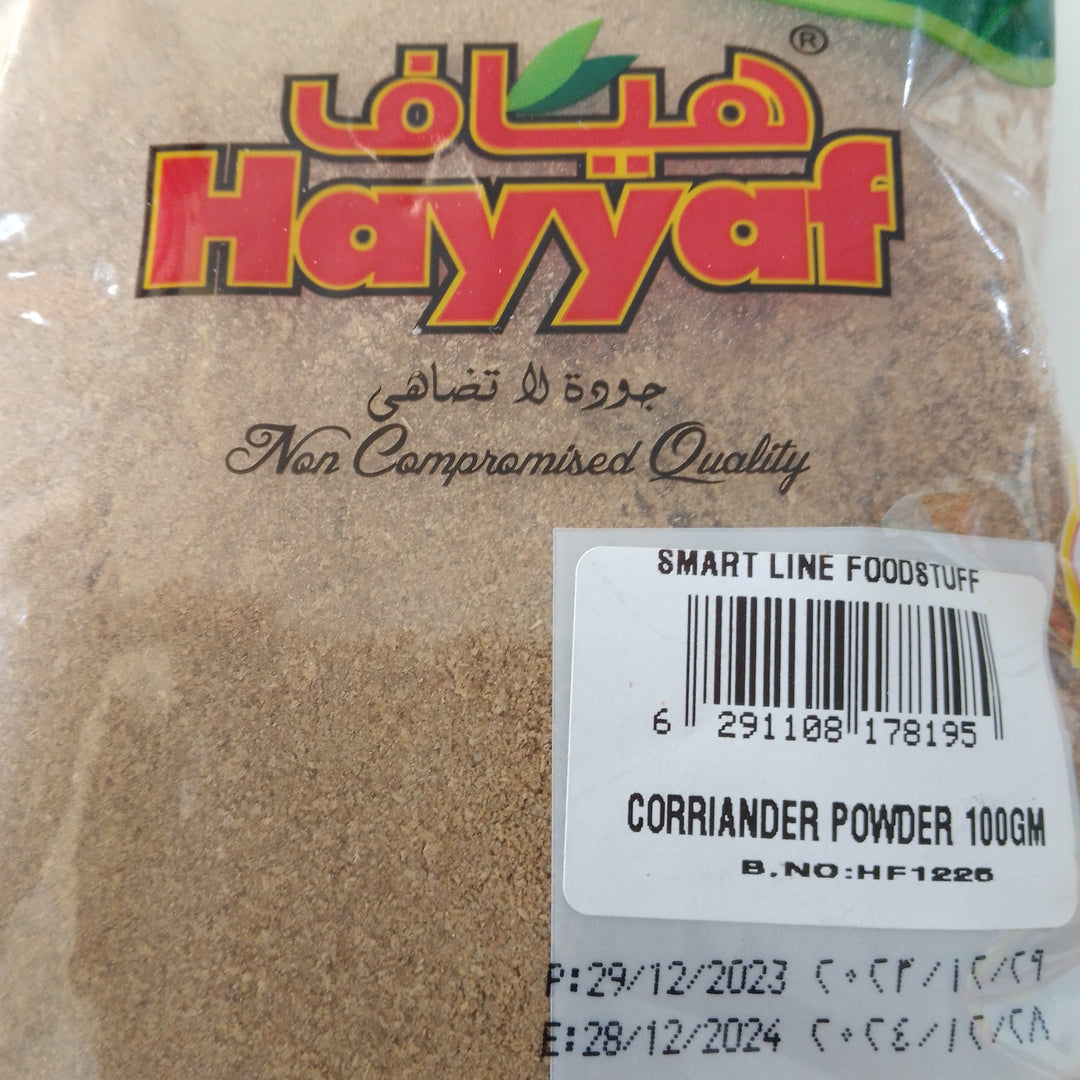 هياف ®
Hayyaf
جودة لا تضاهى
Non Compromised Quality
SMART LINE FOODSTUFF
6 291108 178195
CORRIANDER POWDER 100GM
B.NO:HF1225
P:29/12/2023 ٢٠٢٣/١٢/٢٩
E:28/12/2024 ٢٠٢٤/١٢/٢٨